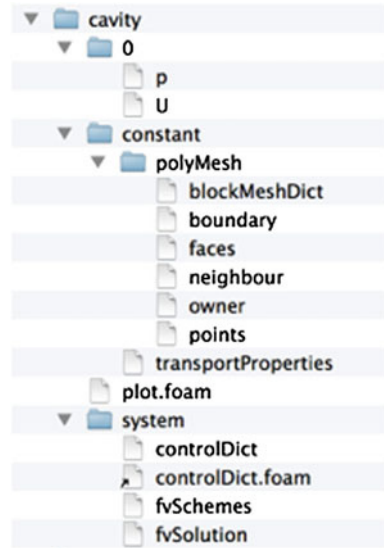 cavity
0
p
U
constant
polyMesh
blockMeshDict
boundary
faces
neighbour
owner
points
transportProperties
plot.foam
system
controlDict
controlDict.foam
fvSchemes
fvSolution